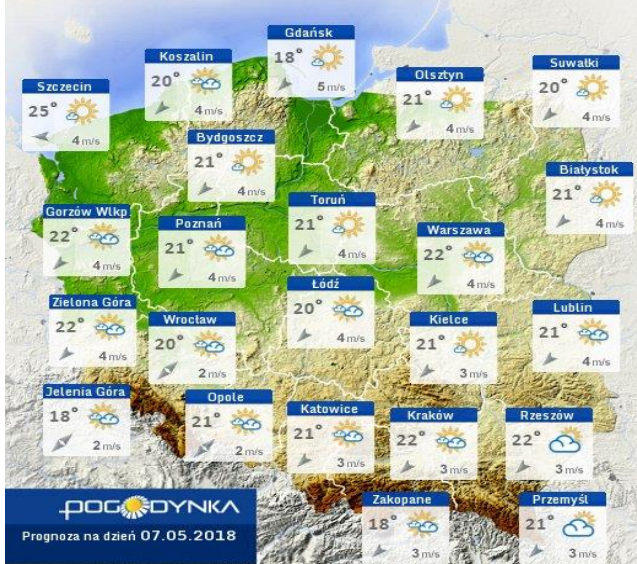 Gdańsk
18°
5 m/s
Koszalin
20°
4 m/s
Suwałki
20°
4 m/s
Olsztyn
21°
4 m/s
Szczecin
25°
4 m/s
Bydgoszcz
21°
4 m/s
Białystok
21°
4 m/s
Toruń
21°
4 m/s
Gorzów Wlkp
22°
4 m/s
Poznań
21°
4 m/s
Warszawa
22°
4 m/s
Łódź
20°
4 m/s
Zielona Góra
22°
4 m/s
Wrocław
20°
2 m/s
Kielce
21°
3 m/s
Lublin
21°
4 m/s
Jelenia Góra
18°
2 m/s
Opole
21°
2 m/s
Katowice
21°
3 m/s
Kraków
22°
3 m/s
Rzeszów
22°
3 m/s
Zakopane
18°
3 m/s
Przemyśl
21°
3 m/s
POGODYNKA
Prognoza na dzień 07.05.2018